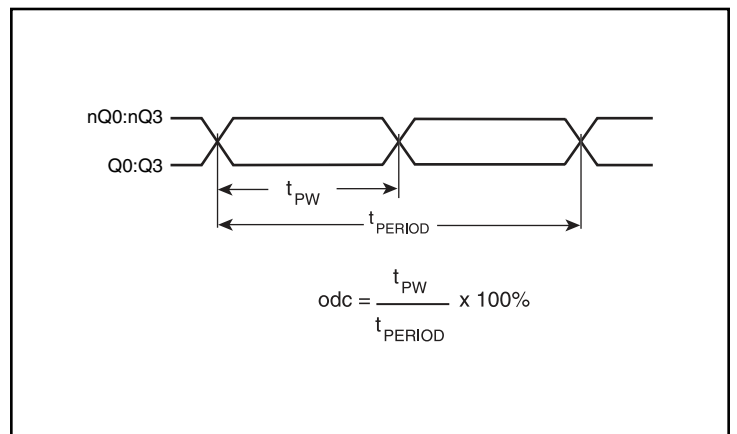 nQ0:nQ3
Q0:Q3
tPW
tPERIOD
odc = tPW / tPERIOD x 100%